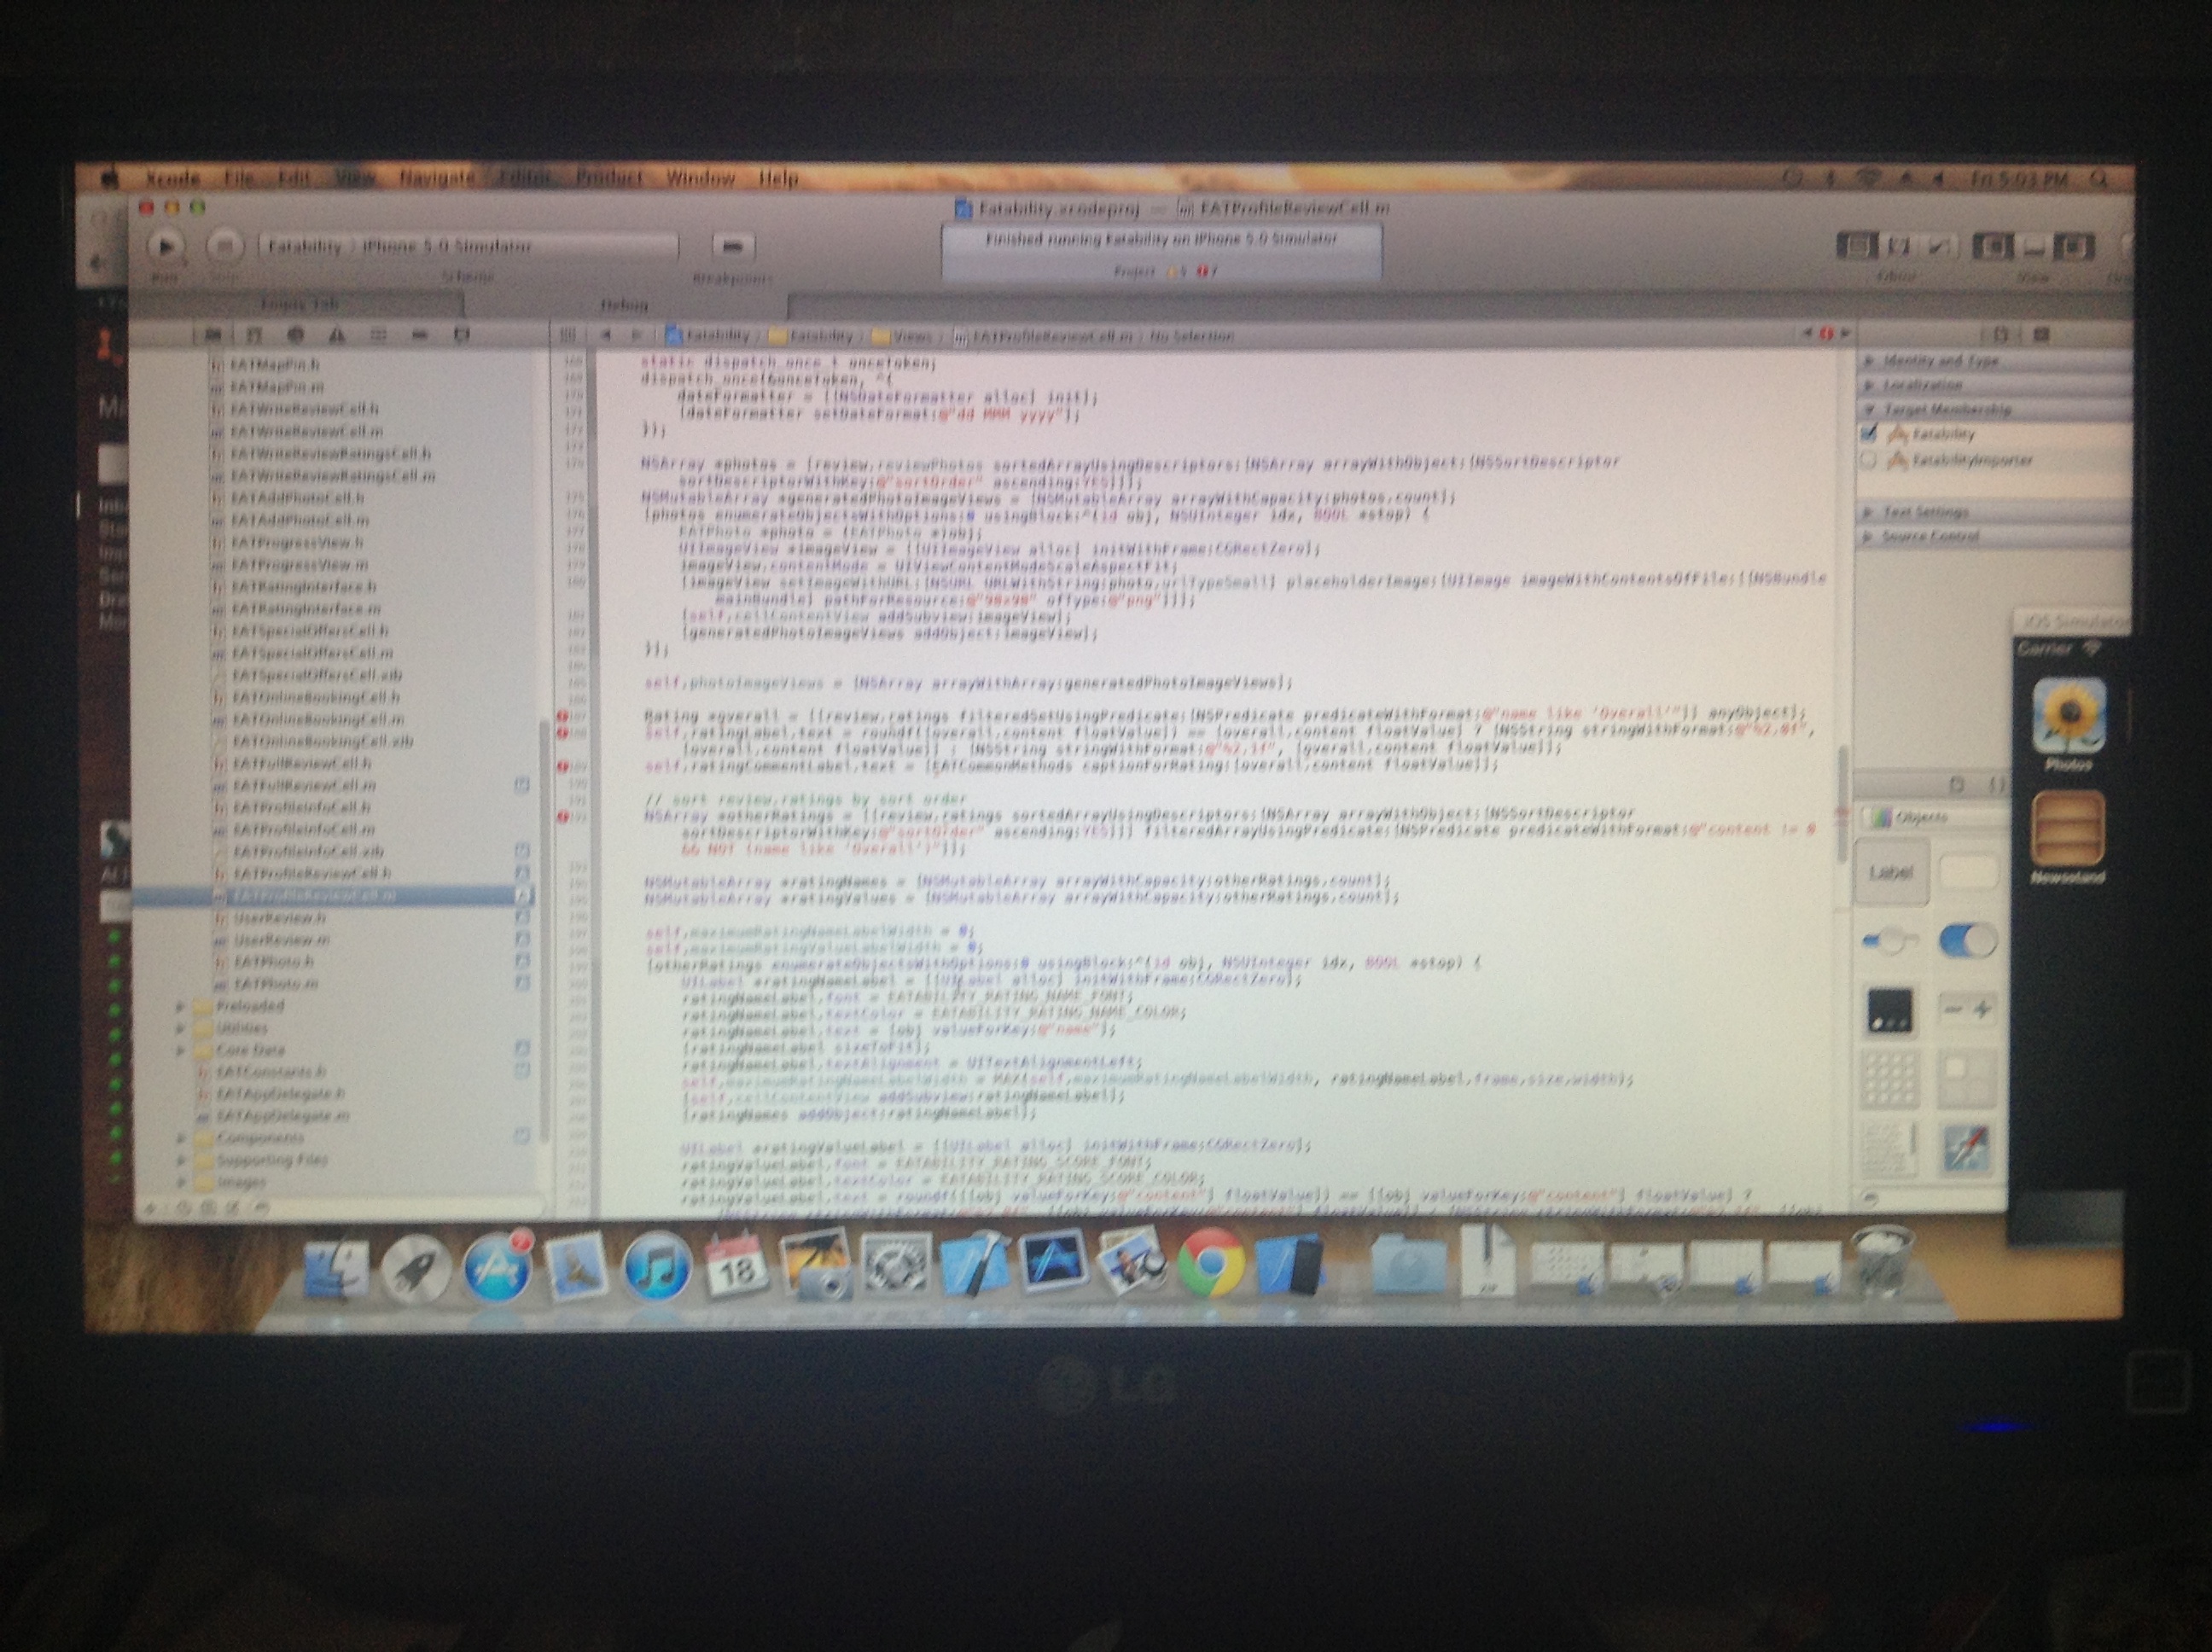 Xcode File Edit View Navigate Editor Product Window Help
Fri 5:03 PM
Eatability.xcodeproj — EATProfileReviewCell.m
Eatability iPhone 5.0 Simulator
Finished running Eatability on iPhone 5.0 Simulator
Run Stop Scheme Breakpoints
Project 5 7
Editor View
Empty Tab
Debug
Eatability Eatability Views EATProfileReviewCell.m No Selection
EATMapPin.h
EATMapPin.m
EATWriteReviewCell.h
EATWriteReviewCell.m
EATWriteReviewRatingsCell.h
EATWriteReviewRatingsCell.m
EATAddPhotoCell.h
EATAddPhotoCell.m
EATProgressView.h
EATProgressView.m
EATRatingInterface.h
EATRatingInterface.m
EATSpecialOffersCell.h
EATSpecialOffersCell.m
EATSpecialOffersCell.xib
EATOnlineBookingCell.h
EATOnlineBookingCell.m
EATOnlineBookingCell.xib
EATFullReviewCell.h
EATFullReviewCell.m
EATProfileInfoCell.h
EATProfileInfoCell.m
EATProfileInfoCell.xib
EATProfileReviewCell.h
EATProfileReviewCell.m
UserReview.h
UserReview.m
EATPhoto.h
EATPhoto.m
Preloaded
Utilities
Core Data
EATConstants.h
EATAppDelegate.h
EATAppDelegate.m
Components
Supporting Files
Images
static dispatch_once_t onceToken;
dispatch_once(&onceToken, ^{
dateFormatter = [[NSDateFormatter alloc] init];
[dateFormatter setDateFormat:@"dd MMM yyyy"];
});
NSArray *photos = [review.reviewPhotos sortedArrayUsingDescriptors:[NSArray arrayWithObject:[NSSortDescriptor
sortDescriptorWithKey:@"sortOrder" ascending:YES]]];
NSMutableArray *generatedPhotoImageViews = [NSMutableArray arrayWithCapacity:photos.count];
[photos enumerateObjectsWithOptions:0 usingBlock:^(id obj, NSUInteger idx, BOOL *stop) {
EATPhoto *photo = (EATPhoto *)obj;
UIImageView *imageView = [[UIImageView alloc] initWithFrame:CGRectZero];
imageView.contentMode = UIViewContentModeScaleAspectFit;
[imageView setImageWithURL:[NSURL URLWithString:photo.urlTypeSmall] placeholderImage:[UIImage imageWithContentsOfFile:[[NSBundle
mainBundle] pathForResource:@"98x98" ofType:@"png"]]];
[self.cellContentView addSubview:imageView];
[generatedPhotoImageViews addObject:imageView];
}];
self.photoImageViews = [NSArray arrayWithArray:generatedPhotoImageViews];
Rating *overall = [[review.ratings filteredSetUsingPredicate:[NSPredicate predicateWithFormat:@"name like 'Overall'"]] anyObject];
self.ratingLabel.text = roundf([overall.content floatValue]) == [overall.content floatValue] ? [NSString stringWithFormat:@"%2.0f",
[overall.content floatValue]] : [NSString stringWithFormat:@"%2.1f", [overall.content floatValue]];
self.ratingCommentLabel.text = [EATCommonMethods captionForRating:[overall.content floatValue]];
// sort review.ratings by sort order
NSArray *otherRatings = [[review.ratings sortedArrayUsingDescriptors:[NSArray arrayWithObject:[NSSortDescriptor
sortDescriptorWithKey:@"sortOrder" ascending:YES]]] filteredArrayUsingPredicate:[NSPredicate predicateWithFormat:@"content != 0
&& NOT (name like 'Overall')"]];
NSMutableArray *ratingNames = [NSMutableArray arrayWithCapacity:otherRatings.count];
NSMutableArray *ratingValues = [NSMutableArray arrayWithCapacity:otherRatings.count];
self.maximumRatingNameLabelWidth = 0;
self.maximumRatingValueLabelWidth = 0;
[otherRatings enumerateObjectsWithOptions:0 usingBlock:^(id obj, NSUInteger idx, BOOL *stop) {
UILabel *ratingNameLabel = [[UILabel alloc] initWithFrame:CGRectZero];
ratingNameLabel.font = EATABILITY_RATING_NAME_FONT;
ratingNameLabel.textColor = EATABILITY_RATING_NAME_COLOR;
ratingNameLabel.text = [obj valueForKey:@"name"];
[ratingNameLabel sizeToFit];
ratingNameLabel.textAlignment = UITextAlignmentLeft;
self.maximumRatingNameLabelWidth = MAX(self.maximumRatingNameLabelWidth, ratingNameLabel.frame.size.width);
[self.cellContentView addSubview:ratingNameLabel];
[ratingNames addObject:ratingNameLabel];
UILabel *ratingValueLabel = [[UILabel alloc] initWithFrame:CGRectZero];
ratingValueLabel.font = EATABILITY_RATING_SCORE_FONT;
ratingValueLabel.textColor = EATABILITY_RATING_SCORE_COLOR;
ratingValueLabel.text = roundf([[obj valueForKey:@"content"] floatValue]) == [[obj valueForKey:@"content"] floatValue] ?
Identity and Type
Localization
Target Membership
Eatability
EatabilityImporter
Text Settings
Source Control
Objects
Label
iOS Simulator
Carrier
Photos
Newsstand
18
LG